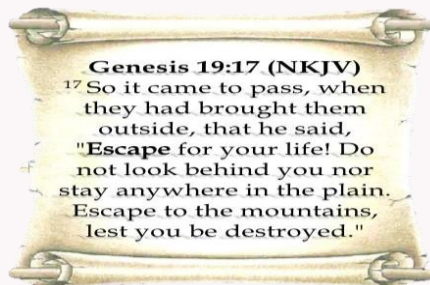 Genesis 19:17 (NKJV)
17 So it came to pass, when
they had brought them
outside, that he said,
"Escape for your life! Do
not look behind you nor
stay anywhere in the plain.
Escape to the mountains,
lest you be destroyed."